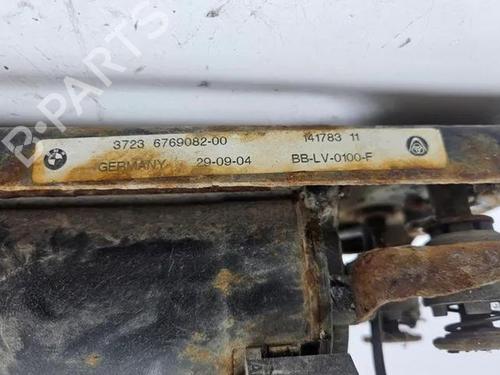 B-PARTS
3723 6769082-00 141783 11
GERMANY 29-09-04 BB-LV-0100-F